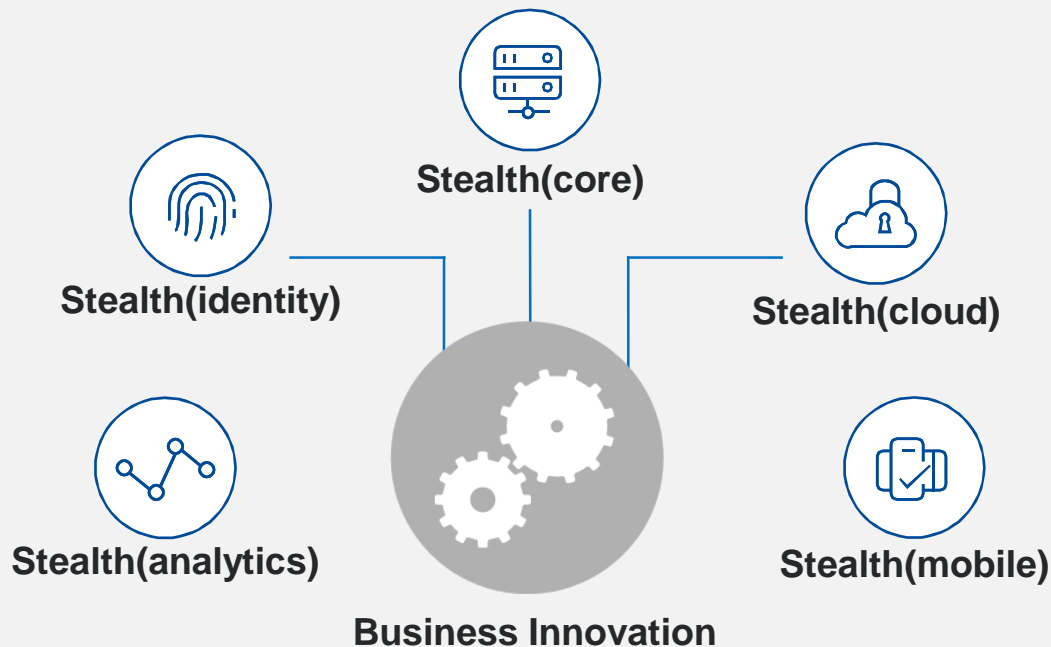 Stealth(core)
Stealth(identity)
Stealth(cloud)
Stealth(analytics)
Stealth(mobile)
Business Innovation